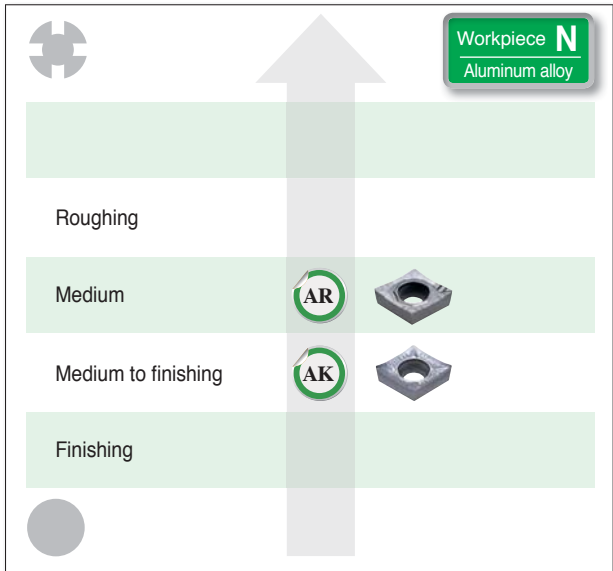 Workpiece N
Aluminum alloy
Roughing
Medium
AR
Medium to finishing
AK
Finishing